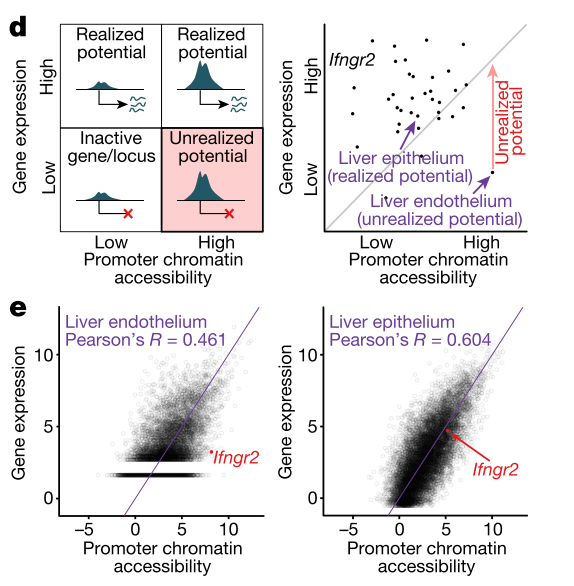 d
Gene expression
High
Low
Realized
potential
Realized
potential
Inactive
gene/locus
Unrealized
potential
Low
High
Promoter chromatin
accessibility
Gene expression
High
Low
Ifngr2
Unrealized
potential
Liver epithelium
(realized potential)
Liver endothelium
(unrealized potential)
Low
High
Promoter chromatin
accessibility
e
Gene expression
10
5
0
Liver endothelium
Pearson's R = 0.461
Ifngr2
–5
0
5
10
Promoter chromatin
accessibility
Gene expression
10
5
0
Liver epithelium
Pearson's R = 0.604
Ifngr2
–5
0
5
10
Promoter chromatin
accessibility